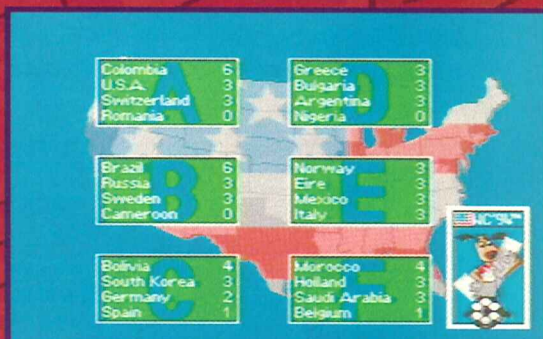 A
Colombia 6
U.S.A. 3
Switzerland 3
Romania 0
D
Greece 3
Bulgaria 3
Argentina 3
Nigeria 0
B
Brazil 6
Russia 3
Sweden 3
Cameroon 0
E
Norway 3
Eire 3
Mexico 3
Italy 3
C
Bolivia 4
South Korea 3
Germany 2
Spain 1
F
Morocco 4
Holland 3
Saudi Arabia 3
Belgium 1
WC'94™